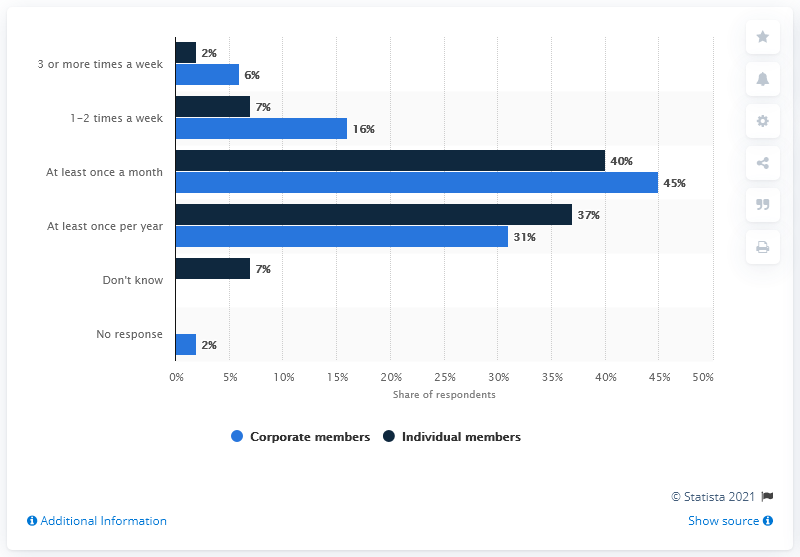 3 or more times a week
2%
6%
1-2 times a week
7%
16%
At least once a month
40%
45%
At least once per year
37%
31%
Don't know
7%
No response
2%
0% 5% 10% 15% 20% 25% 30% 35% 40% 45% 50%
Share of respondents
Corporate members Individual members
© Statista 2021
Additional Information Show source